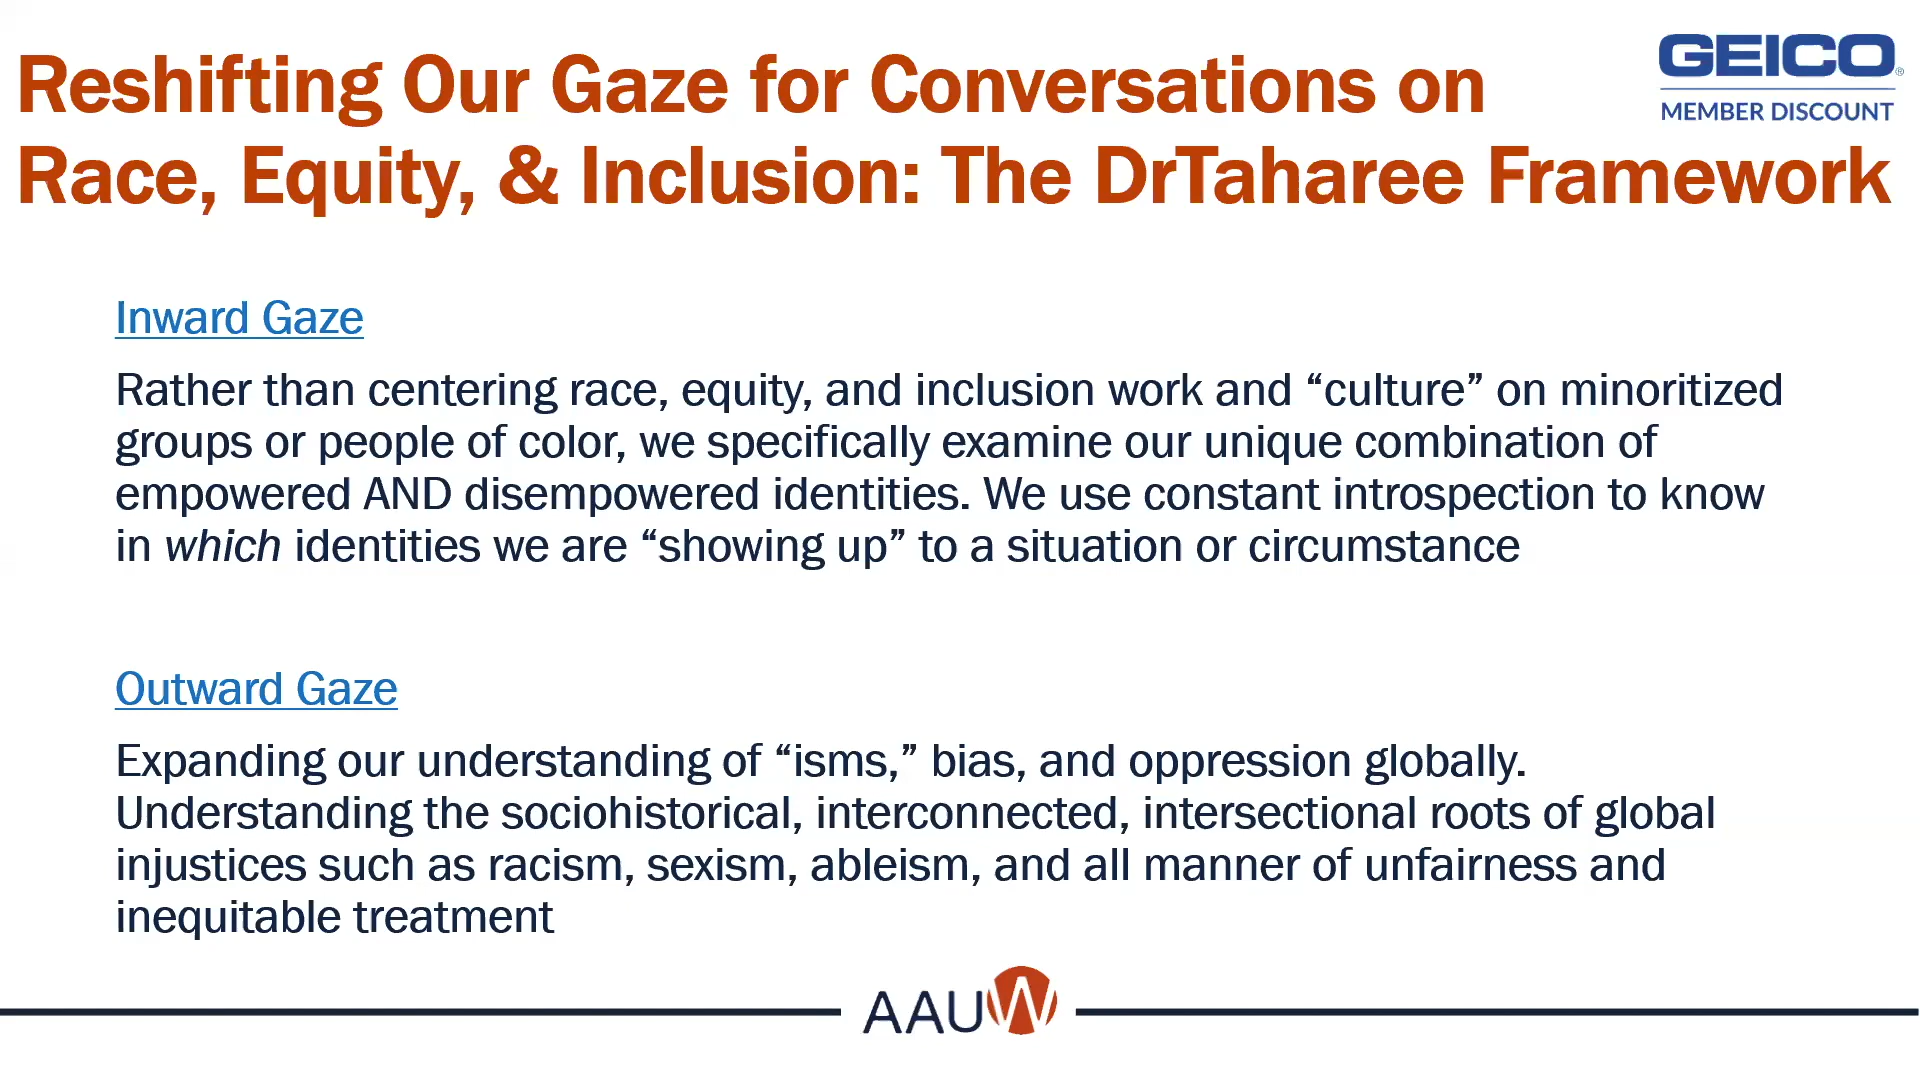 Reshifting Our Gaze for Conversations on
Race, Equity, & Inclusion: The DrTaharee Framework
GEICO®
MEMBER DISCOUNT
Inward Gaze
Rather than centering race, equity, and inclusion work and “culture” on minoritized
groups or people of color, we specifically examine our unique combination of
empowered AND disempowered identities. We use constant introspection to know
in which identities we are “showing up” to a situation or circumstance
Outward Gaze
Expanding our understanding of “isms,” bias, and oppression globally.
Understanding the sociohistorical, interconnected, intersectional roots of global
injustices such as racism, sexism, ableism, and all manner of unfairness and
inequitable treatment
AAUW